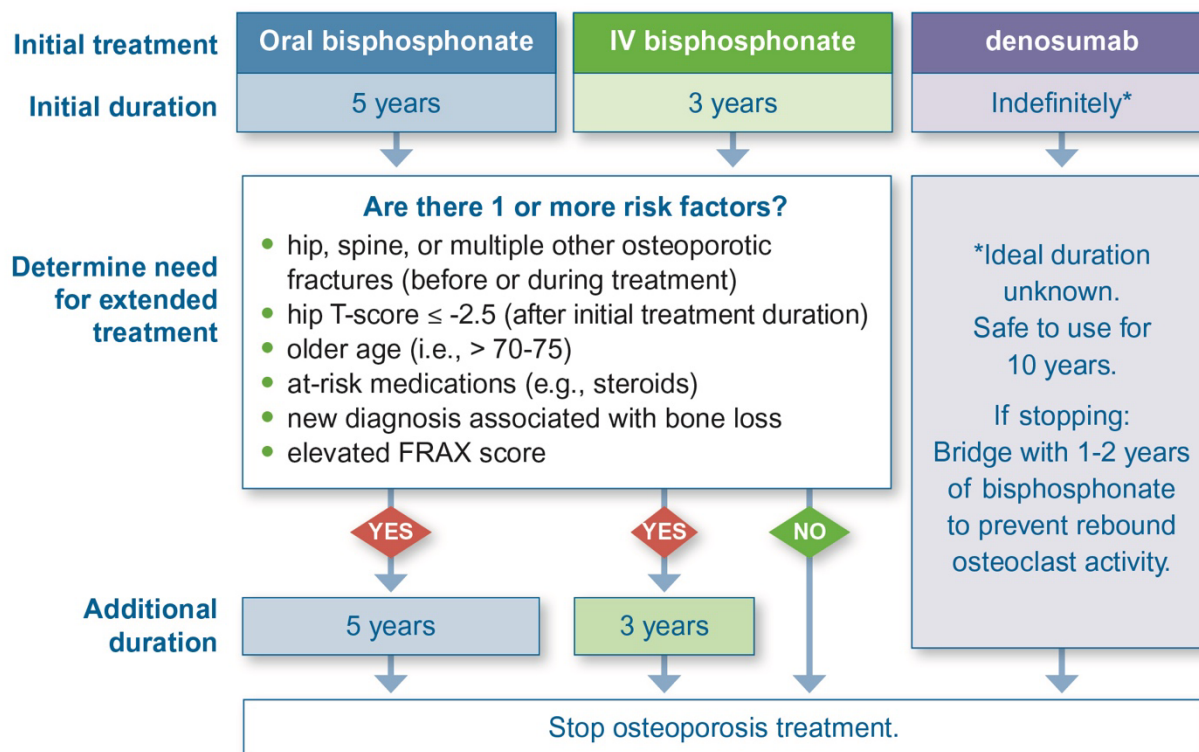 Initial treatment
Oral bisphosphonate
IV bisphosphonate
denosumab
Initial duration
5 years
3 years
Indefinitely*
Determine need
for extended
treatment
Are there 1 or more risk factors?
• hip, spine, or multiple other osteoporotic
fractures (before or during treatment)
• hip T-score ≤ -2.5 (after initial treatment duration)
• older age (i.e., > 70-75)
• at-risk medications (e.g., steroids)
• new diagnosis associated with bone loss
• elevated FRAX score
*Ideal duration
unknown.
Safe to use for
10 years.
If stopping:
Bridge with 1-2 years
of bisphosphonate
to prevent rebound
osteoclast activity.
YES
YES
NO
Additional
duration
5 years
3 years
Stop osteoporosis treatment.